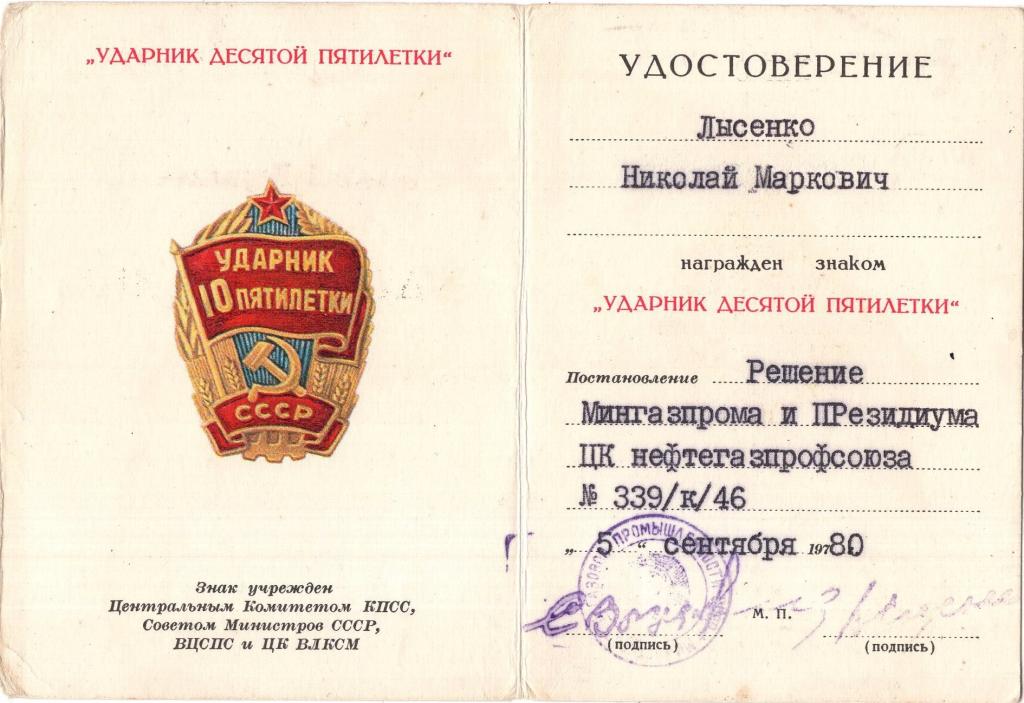 „УДАРНИК ДЕСЯТОЙ ПЯТИЛЕТКИ“
УДАРНИК
10 ПЯТИЛЕТКИ
СССР
Знак учрежден
Центральным Комитетом КПСС,
Советом Министров СССР,
ВЦСПС и ЦК ВЛКСМ
УДОСТОВЕРЕНИЕ
Лысенко
Николай Маркович
награжден знаком
„УДАРНИК ДЕСЯТОЙ ПЯТИЛЕТКИ“
Постановление Решение
Мингазпрома и ПРезидиума
ЦК нефтегазпрофсоюза
№ 339/к/46
„ 5 “ сентября 19780
ПРОМЫШЛЕННОСТИ
М. П.
(подпись) (подпись)